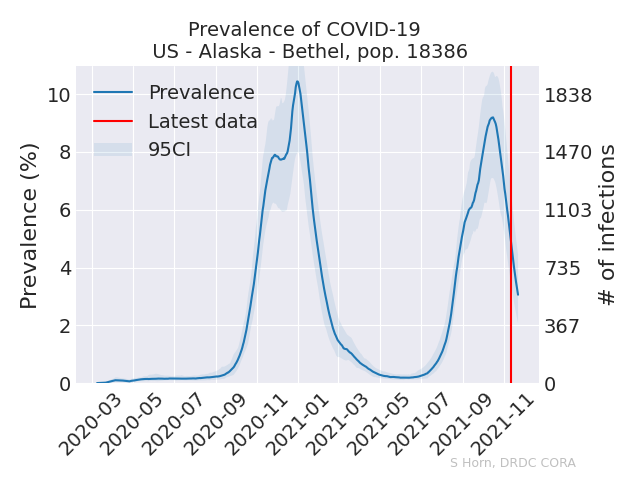 Prevalence of COVID-19
US - Alaska - Bethel, pop. 18386
Prevalence
Latest data
95CI
Prevalence (%)
10
8
6
4
2
0
1838
1470
1103
735
367
0
# of infections
2020-03
2020-05
2020-07
2020-09
2020-11
2021-01
2021-03
2021-05
2021-07
2021-09
2021-11
S Horn, DRDC CORA